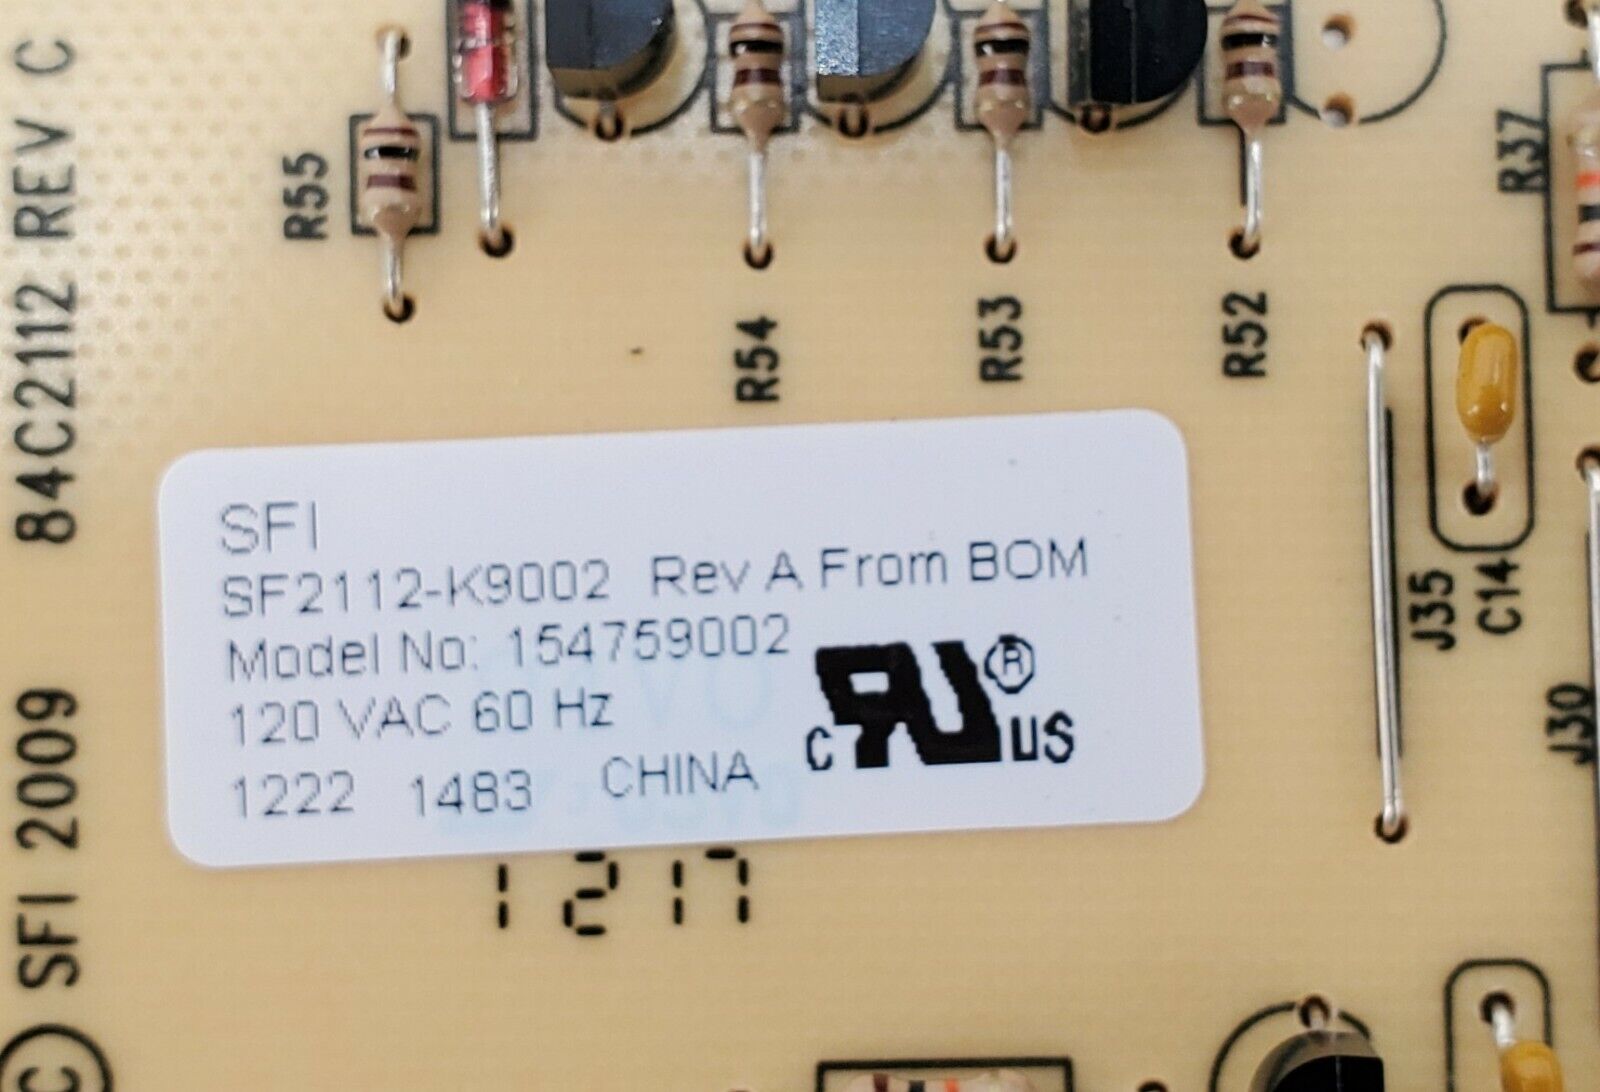 84C2112 REV C
© SFI 2009
R55
R54
R53
R52
R37
J35
C14
J30
SFI
SF2112-K9002 Rev A From BOM
Model No: 154759002
120 VAC 60 Hz
1222 1483 CHINA
c RU ® US
1217